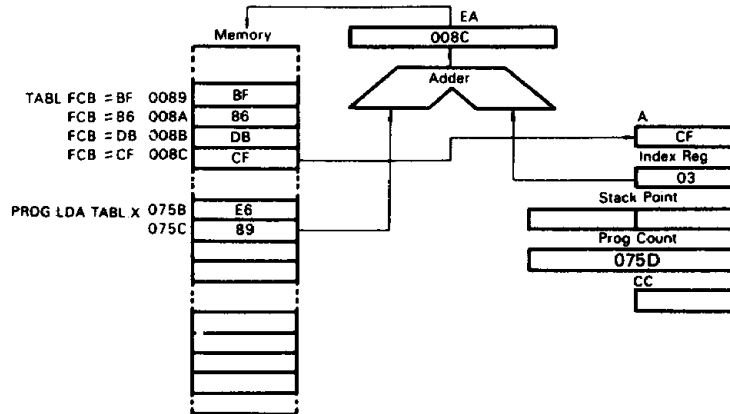 EA
Memory
008C
Adder
TABL FCB = BF 0089 BF
FCB = 86 008A 86
FCB = DB 008B DB
FCB = CF 008C CF
A
CF
Index Reg
03
Stack Point
PROG LDA TABL.X 075B E6
075C 89
Prog Count
075D
CC